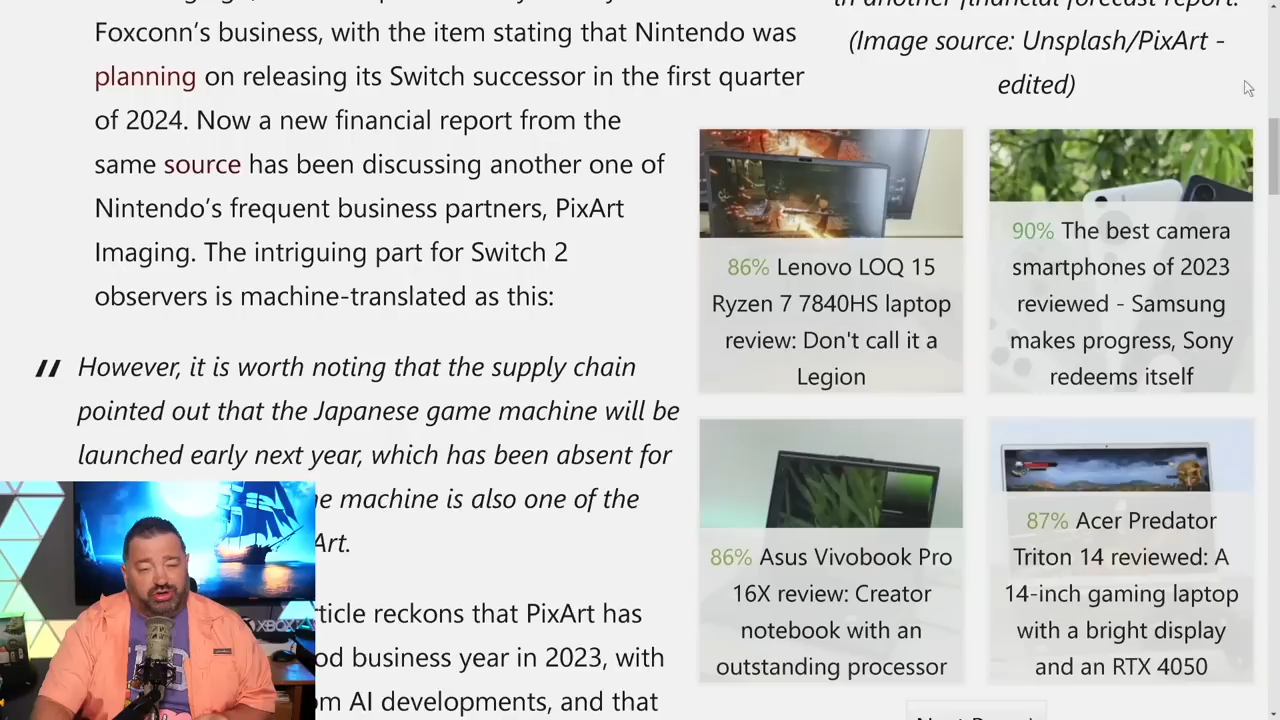 Foxconn’s business, with the item stating that Nintendo was
planning on releasing its Switch successor in the first quarter
of 2024. Now a new financial report from the
same source has been discussing another one of
Nintendo’s frequent business partners, PixArt
Imaging. The intriguing part for Switch 2
observers is machine-translated as this:
“ However, it is worth noting that the supply chain
pointed out that the Japanese game machine will be
launched early next year, which has been absent for
machine is also one of the
Art.
reckons that PixArt has
business year in 2023, with
AI developments, and that
in another financial forecast report.
(Image source: Unsplash/PixArt -
edited)
86% Lenovo LOQ 15
Ryzen 7 7840HS laptop
review: Don't call it a
Legion
90% The best camera
smartphones of 2023
reviewed - Samsung
makes progress, Sony
redeems itself
86% Asus Vivobook Pro
16X review: Creator
notebook with an
outstanding processor
87% Acer Predator
Triton 14 reviewed: A
14-inch gaming laptop
with a bright display
and an RTX 4050
XBOX